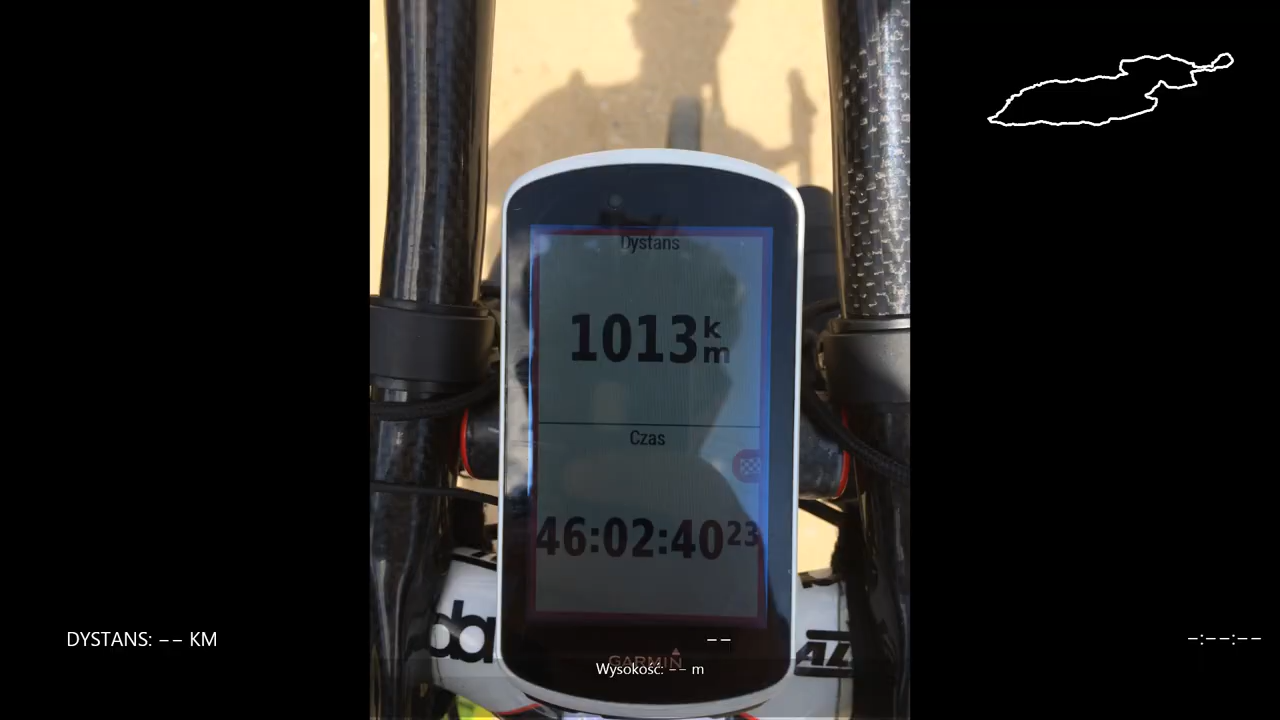 Dystans
1013 km
Czas
46:02:40 23
GARMIN
DYSTANS: -- KM
--
Wysokość: -- m
-:--:--